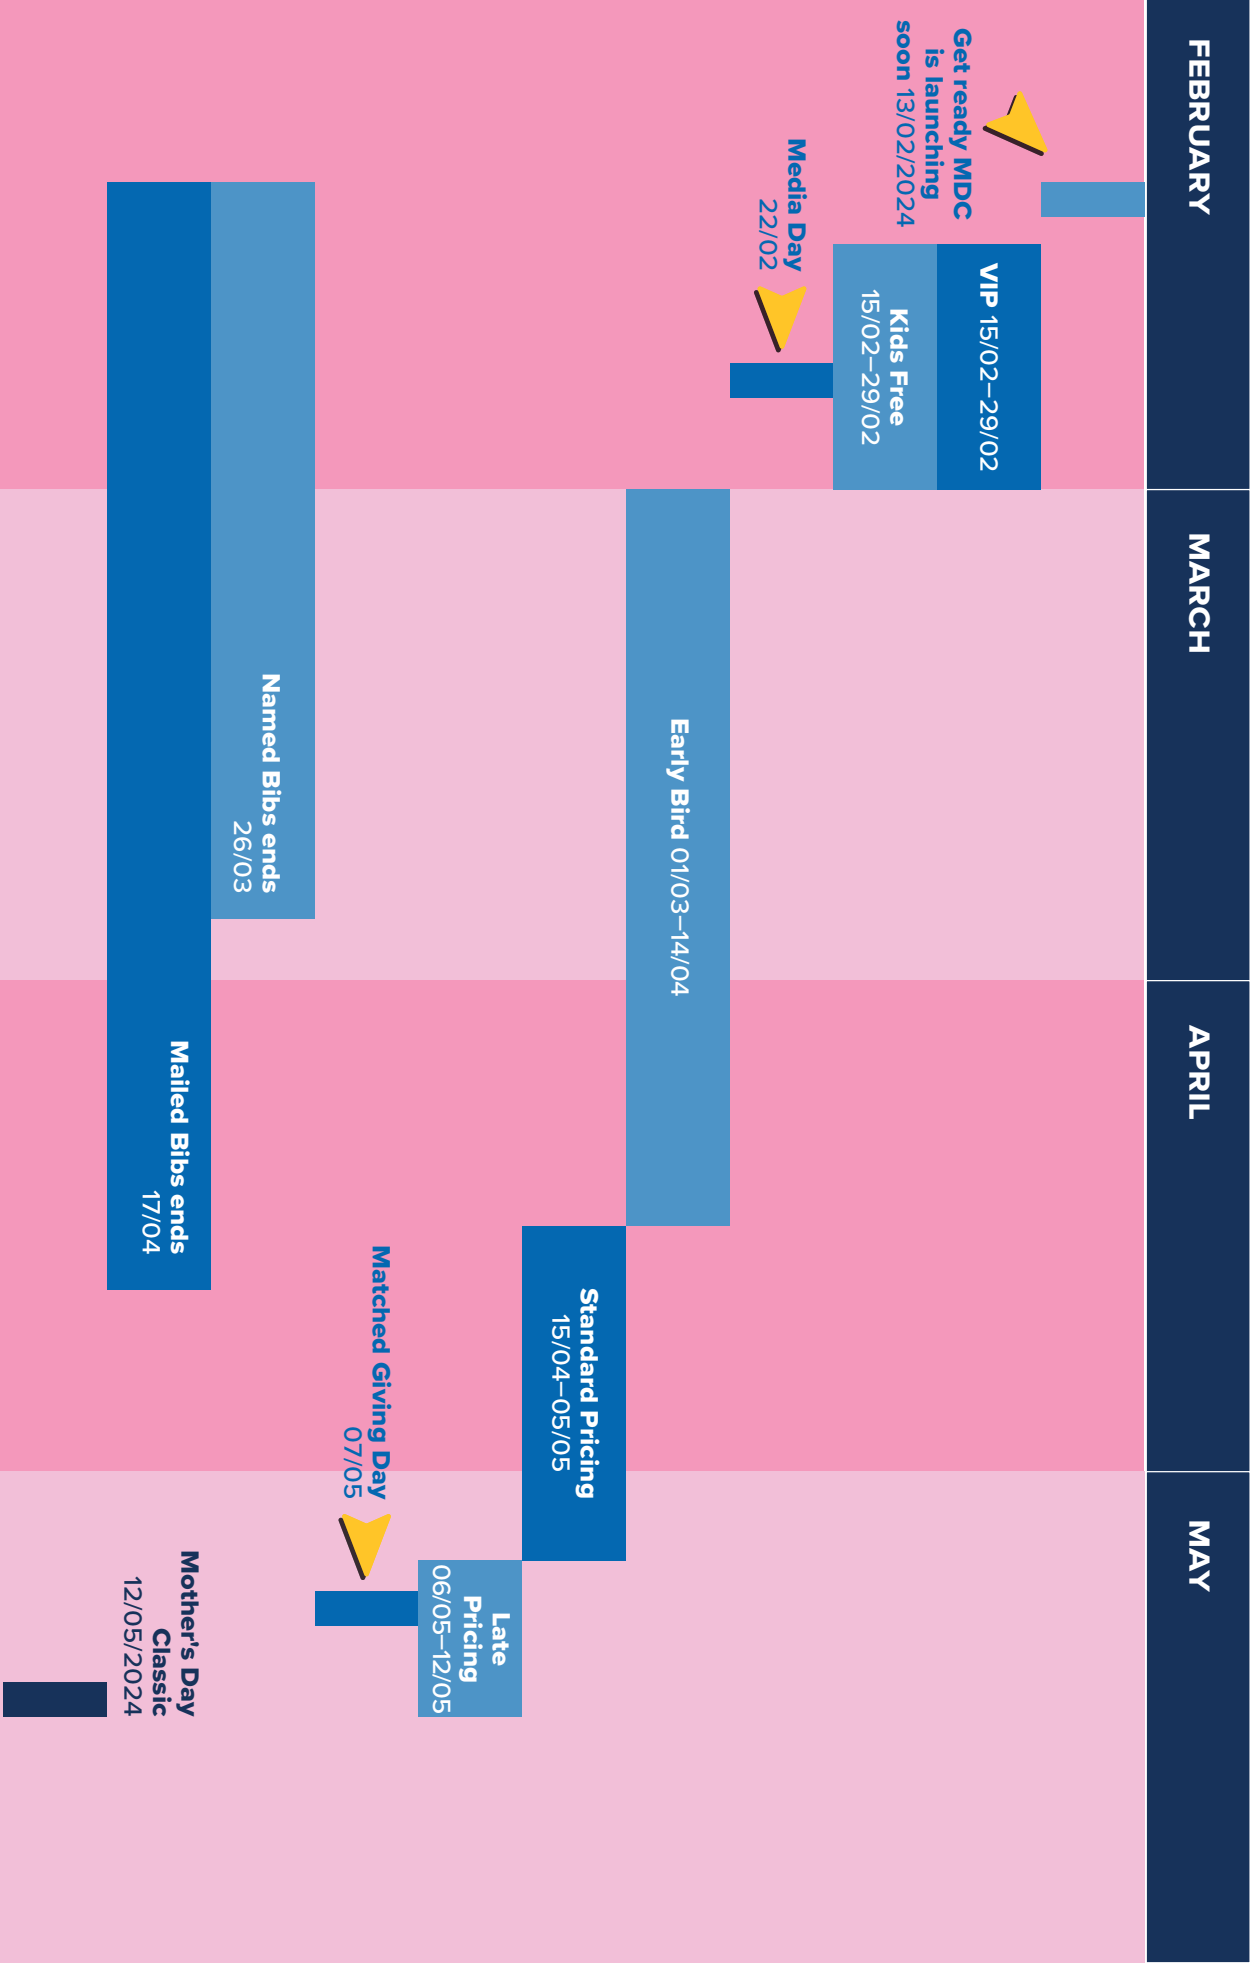 FEBRUARY
MARCH
APRIL
MAY
Get ready MDC
is launching
soon 13/02/2024
VIP 15/02–29/02
Kids Free
15/02–29/02
Media Day
22/02
Early Bird 01/03–14/04
Standard Pricing
15/04–05/05
Late
Pricing
06/05–12/05
Matched Giving Day
07/05
Named Bibs ends
26/03
Mailed Bibs ends
17/04
Mother's Day
Classic
12/05/2024